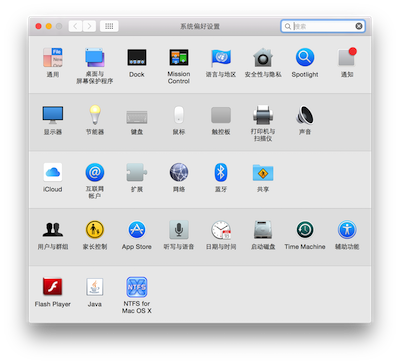 系统偏好设置
搜索
File
New
One
通用
桌面与
屏幕保护程序
Dock
Mission
Control
语言与地区
安全性与隐私
Spotlight
通知
显示器
节能器
键盘
鼠标
触控板
打印机与
扫描仪
声音
iCloud
互联网
帐户
扩展
网络
蓝牙
共享
用户与群组
家长控制
App Store
听写与语音
日期与时间
启动磁盘
Time Machine
辅助功能
Flash Player
Java
NTFS
NTFS for
Mac OS X